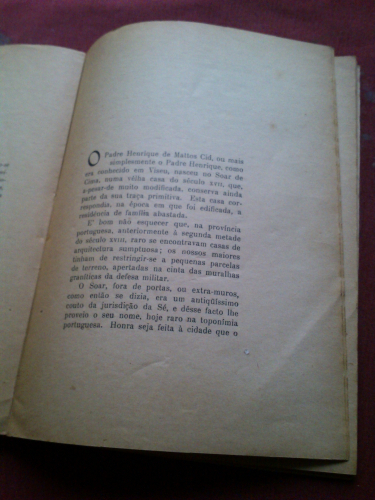 O Padre Henrique de Mattos Cid, ou mais
simplesmente o Padre Henrique, como
era conhecido em Viseu, nasceu no Soar de
Cima, numa vélha casa do século XVII, que,
a-pesar-de muito modificada, conserva ainda
parte da sua traça primitiva. Esta casa cor-
respondia, na época em que foi edificada, a
residência de família abastada.
E' bom não esquecer que, na província
portuguesa, anteriormente à segunda metade
do século XVIII, raro se encontravam casas de
arquitectura sumptuosa; os nossos maiores
tinham de restringir-se a pequenas parcelas
de terreno, apertadas na cinta das muralhas
graníticas da defesa militar.
O Soar, fora de portas, ou extra-muros,
como então se dizia, era um antiqüíssimo
couto da jurisdição da Sé, e dêsse facto lhe
proveio o seu nome, hoje raro na toponímia
portuguesa. Honra seja feita à cidade que o